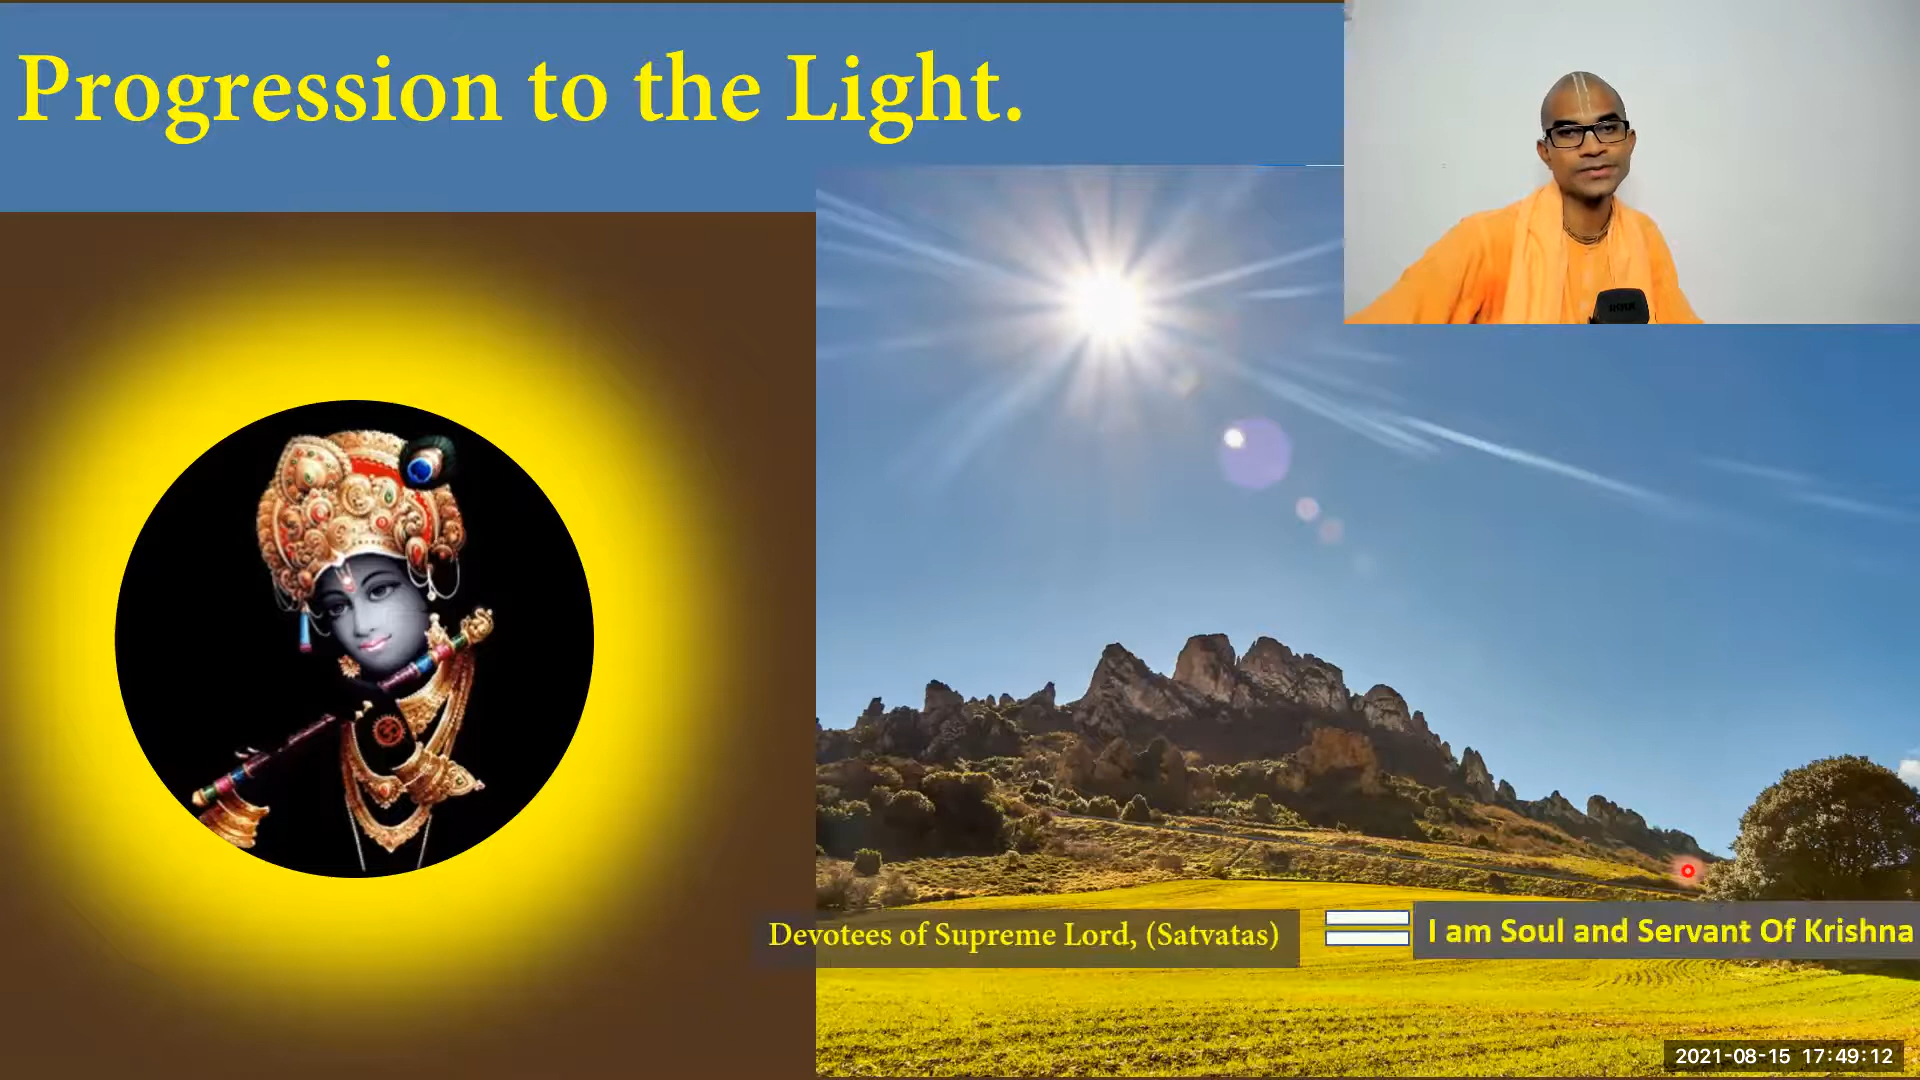 Progression to the Light.
Devotees of Supreme Lord, (Satvatas)
I am Soul and Servant Of Krishna
2021-08-15 17:49:12